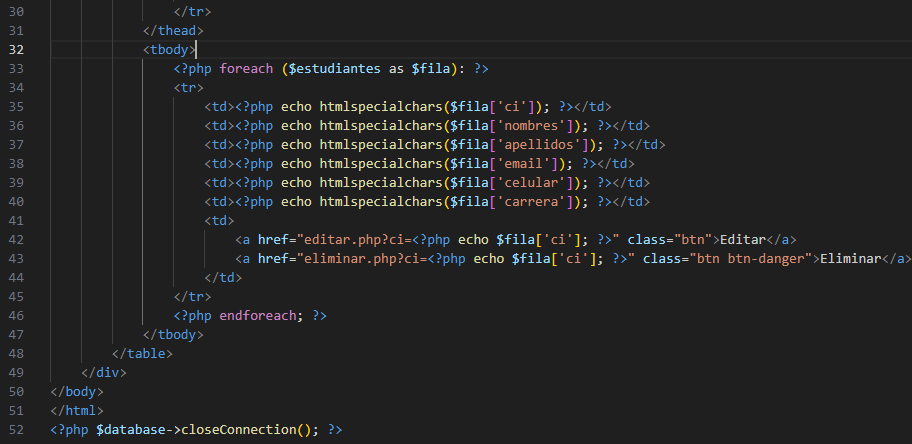 30                 </tr>
31             </thead>
32             <tbody>
33                 <?php foreach ($estudiantes as $fila): ?>
34                 <tr>
35                     <td><?php echo htmlspecialchars($fila['ci']); ?></td>
36                     <td><?php echo htmlspecialchars($fila['nombres']); ?></td>
37                     <td><?php echo htmlspecialchars($fila['apellidos']); ?></td>
38                     <td><?php echo htmlspecialchars($fila['email']); ?></td>
39                     <td><?php echo htmlspecialchars($fila['celular']); ?></td>
40                     <td><?php echo htmlspecialchars($fila['carrera']); ?></td>
41                     <td>
42                         <a href="editar.php?ci=<?php echo $fila['ci']; ?>" class="btn">Editar</a>
43                         <a href="eliminar.php?ci=<?php echo $fila['ci']; ?>" class="btn btn-danger">Eliminar</a>
44                     </td>
45                 </tr>
46                 <?php endforeach; ?>
47             </tbody>
48         </table>
49     </div>
50 </body>
51 </html>
52 <?php $database->closeConnection(); ?>